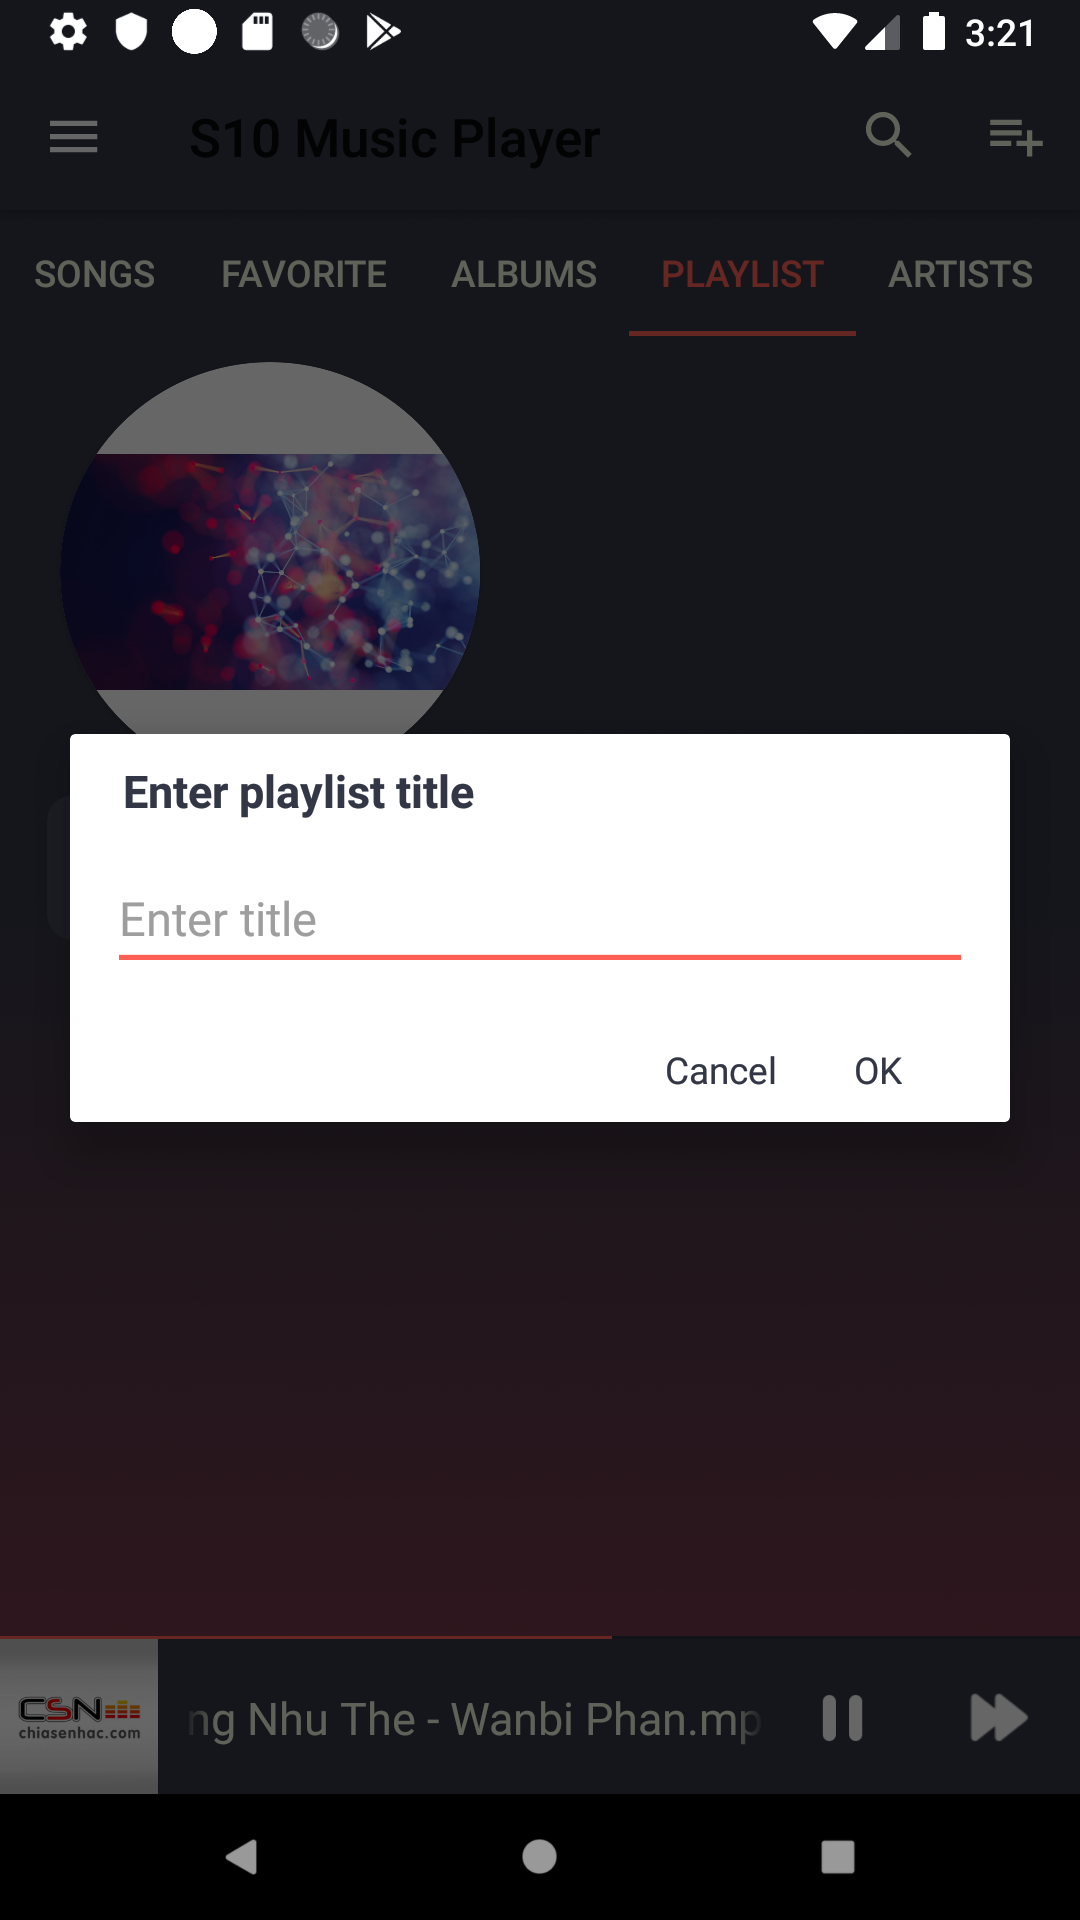 3:21
S10 Music Player
SONGS FAVORITE ALBUMS PLAYLIST ARTISTS
Enter playlist title
Enter title
Cancel OK
CSN
chiasenhac.com
ng Nhu The - Wanbi Phan.mp